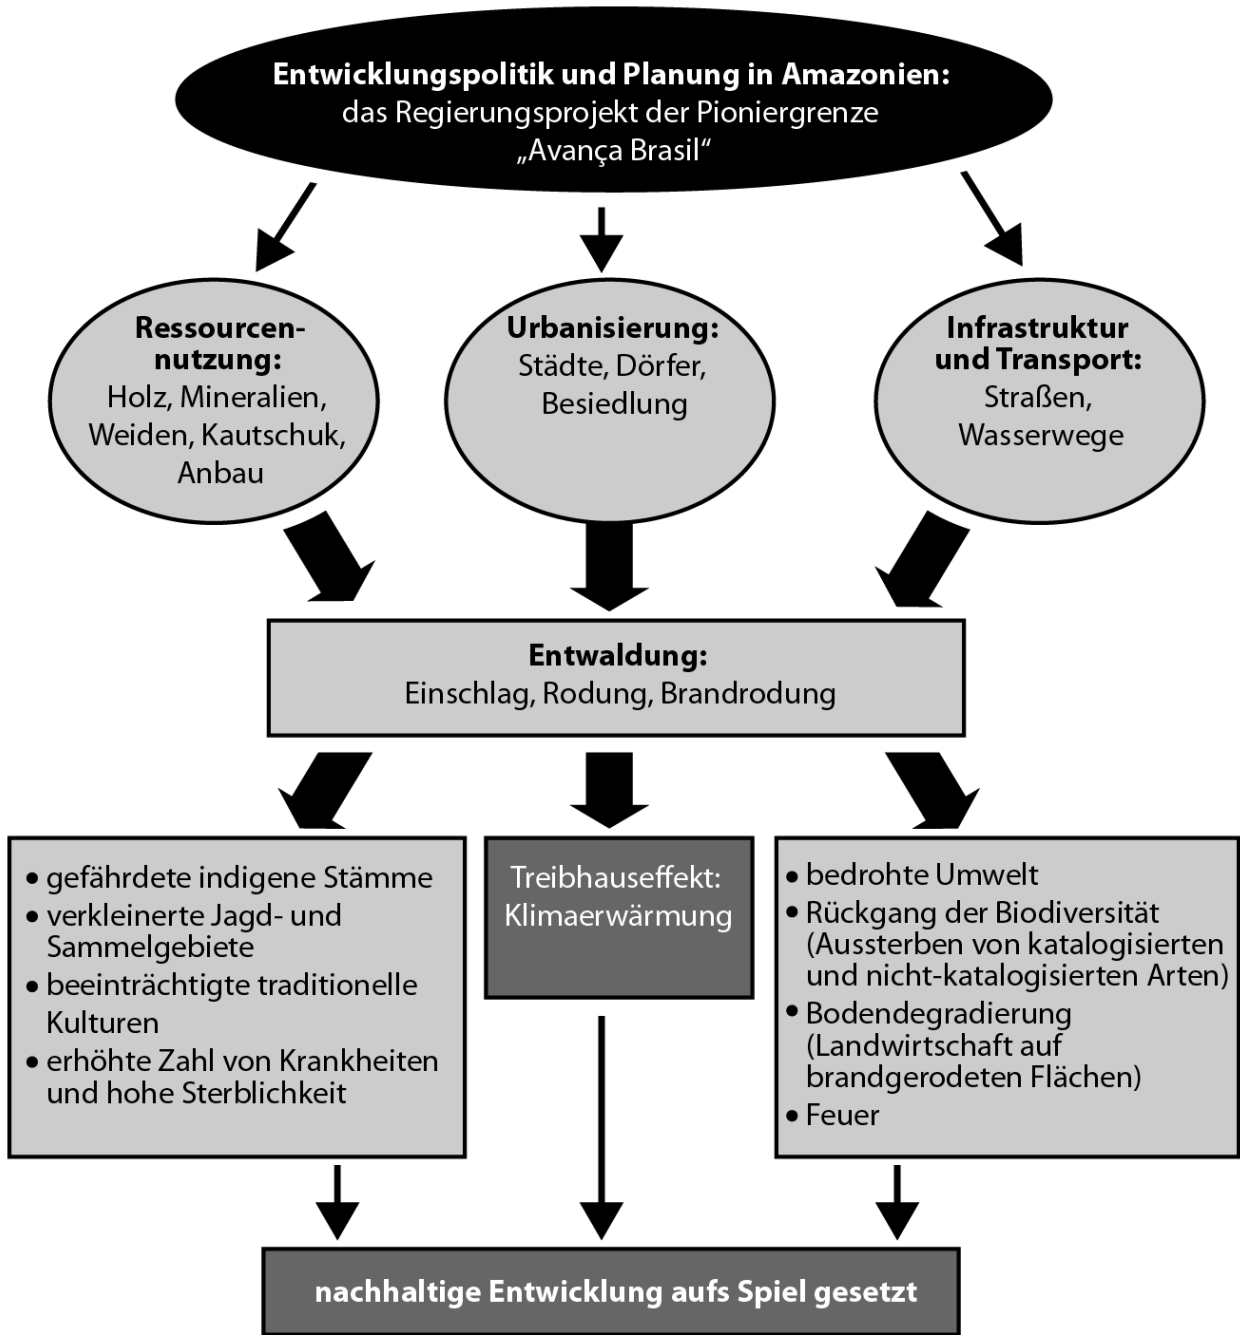 Entwicklungspolitik und Planung in Amazonien:
das Regierungsprojekt der Pioniergrenze
„Avança Brasil“
Ressourcen-
nutzung:
Holz, Mineralien,
Weiden, Kautschuk,
Anbau
Urbanisierung:
Städte, Dörfer,
Besiedlung
Infrastruktur
und Transport:
Straßen,
Wasserwege
Entwaldung:
Einschlag, Rodung, Brandrodung
• gefährdete indigene Stämme
• verkleinerte Jagd- und
Sammelgebiete
• beeinträchtigte traditionelle
Kulturen
• erhöhte Zahl von Krankheiten
und hohe Sterblichkeit
Treibhauseffekt:
Klimaerwärmung
• bedrohte Umwelt
• Rückgang der Biodiversität
(Aussterben von katalogisierten
und nicht-katalogisierten Arten)
• Bodendegradierung
(Landwirtschaft auf
brandgerodeten Flächen)
• Feuer
nachhaltige Entwicklung aufs Spiel gesetzt